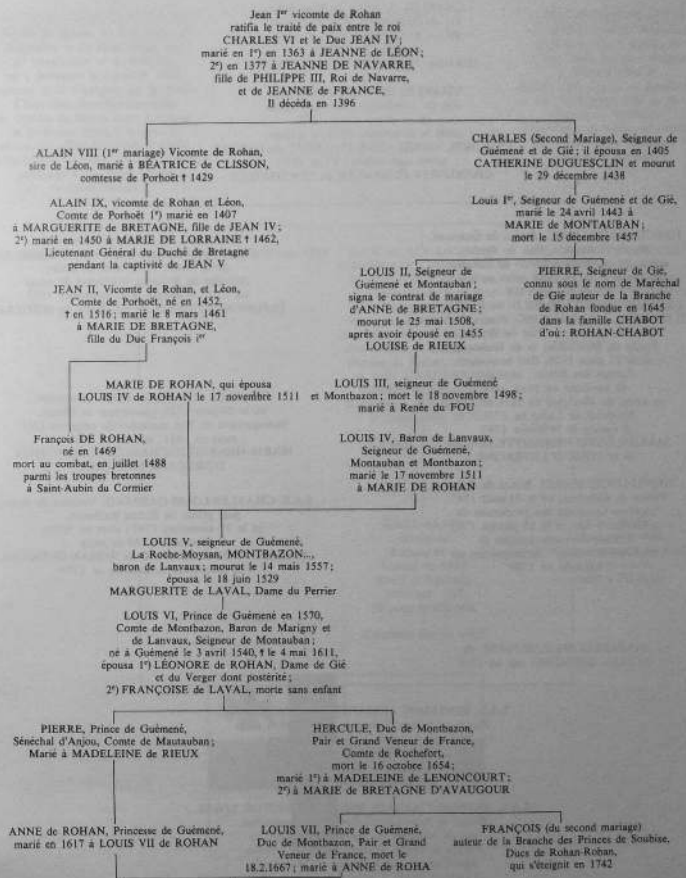 Jean Iᵉʳ vicomte de Rohan
ratifia le traité de paix entre le roi
CHARLES VI et le Duc JEAN IV;
marié en 1°) en 1363 à JEANNE de LÉON;
2°) en 1377 à JEANNE DE NAVARRE,
fille de PHILIPPE III, Roi de Navarre,
et de JEANNE de FRANCE,
Il décéda en 1396
ALAIN VIII (1ᵉʳ mariage) Vicomte de Rohan,
sire de Léon, marié à BÉATRICE de CLISSON,
comtesse de Porhoët † 1429
CHARLES (Second Mariage), Seigneur de
Guémené et de Gié; il épousa en 1405
CATHERINE DUGUESCLIN et mourut
le 29 décembre 1438
ALAIN IX, vicomte de Rohan et Léon,
Comte de Porhoët 1°) marié en 1407
à MARGUERITE de BRETAGNE, fille de JEAN IV;
2°) marié en 1450 à MARIE DE LORRAINE † 1462,
Lieutenant Général du Duché de Bretagne
pendant la captivité de JEAN V
Louis Iᵉʳ, Seigneur de Guémené et de Gié,
marié le 24 avril 1443 à
MARIE DE MONTAUBAN;
mort le 15 décembre 1457
JEAN II, Vicomte de Rohan, et Léon,
Comte de Porhoët, né en 1452,
† en 1516; marié le 8 mars 1461
à MARIE DE BRETAGNE,
fille du Duc François iᵉʳ
LOUIS II, Seigneur de
Guémené et Montauban;
signa le contrat de mariage
d'ANNE de BRETAGNE;
mourut le 25 mai 1508,
après avoir épousé en 1455
LOUISE de RIEUX
PIERRE, Seigneur de Gié,
connu sous le nom de Maréchal
de Gié auteur de la Branche
de Rohan fondue en 1645
dans la famille CHABOT
d'où: ROHAN-CHABOT
MARIE DE ROHAN, qui épousa
LOUIS IV de ROHAN le 17 novembre 1511
LOUIS III, seigneur de Guémené
et Montbazon; mort le 18 novembre 1498;
marié à Renée du FOU
François DE ROHAN,
né en 1469
mort au combat, en juillet 1488
parmi les troupes bretonnes
à Saint-Aubin du Cormier
LOUIS IV, Baron de Lanvaux,
Seigneur de Guémené,
Montauban et Montbazon;
marié le 17 novembre 1511
à MARIE DE ROHAN
LOUIS V, seigneur de Guémené,
La Roche-Moysan, MONTBAZON...,
baron de Lanvaux; mourut le 14 mais 1557;
épousa le 18 juin 1529
MARGUERITE de LAVAL, Dame du Perrier
LOUIS VI, Prince de Guémené en 1570,
Comte de Montbazon, Baron de Marigny et
de Lanvaux, Seigneur de Montauban;
né à Guémené le 3 avril 1540, † le 4 mai 1611,
épousa 1°) LÉONORE de ROHAN, Dame de Gié
et du Verger dont postérité;
2°) FRANÇOISE de LAVAL, morte sans enfant
PIERRE, Prince de Guémené,
Sénéchal d'Anjou, Comte de Mautauban;
Marié à MADELEINE de RIEUX
HERCULE, Duc de Montbazon,
Pair et Grand Veneur de France,
Comte de Rochefort,
mort le 16 octobre 1654;
marié 1°) à MADELEINE de LENONCOURT;
2°) à MARIE de BRETAGNE D'AVAUGOUR
ANNE de ROHAN, Princesse de Guémené,
marié en 1617 à LOUIS VII de ROHAN
LOUIS VII, Prince de Guémené,
Duc de Montbazon, Pair et Grand
Veneur de France, mort le
18.2.1667; marié à ANNE de ROHA
FRANÇOIS (du second mariage)
auteur de la Branche des Princes de Soubise,
Ducs de Rohan-Rohan,
qui s'éteignit en 1742